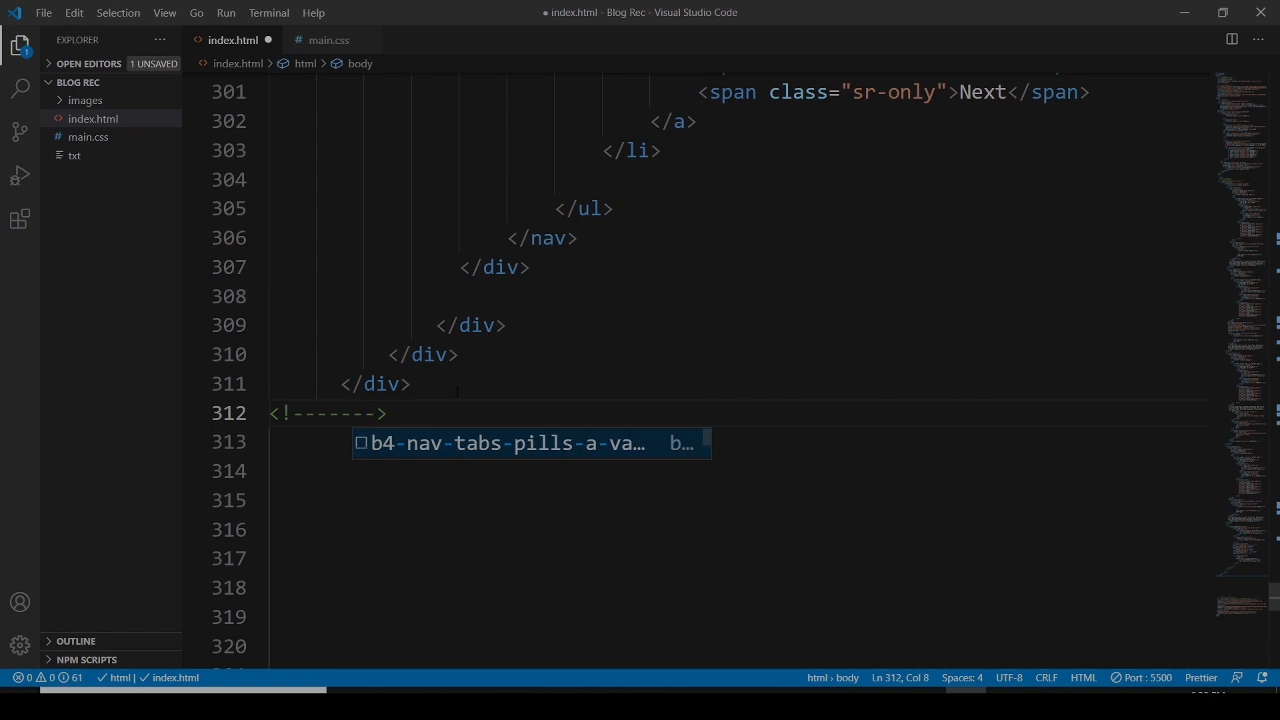 File Edit Selection View Go Run Terminal Help
● index.html - Blog Rec - Visual Studio Code
EXPLORER ···
index.html ●
main.css
OPEN EDITORS 1 UNSAVED
index.html > html > body
BLOG REC
images
index.html
main.css
txt
301 <span class="sr-only">Next</span>
302 </a>
303 </li>
304
305 </ul>
306 </nav>
307 </div>
308
309 </div>
310 </div>
311 </div>
312 <!------->
b4-nav-tabs-pills-a-va… b…
313
314
315
316
317
318
319
320
OUTLINE
NPM SCRIPTS
0 0 61 html | index.html html › body Ln 312, Col 8 Spaces: 4 UTF-8 CRLF HTML Port : 5500 Prettier